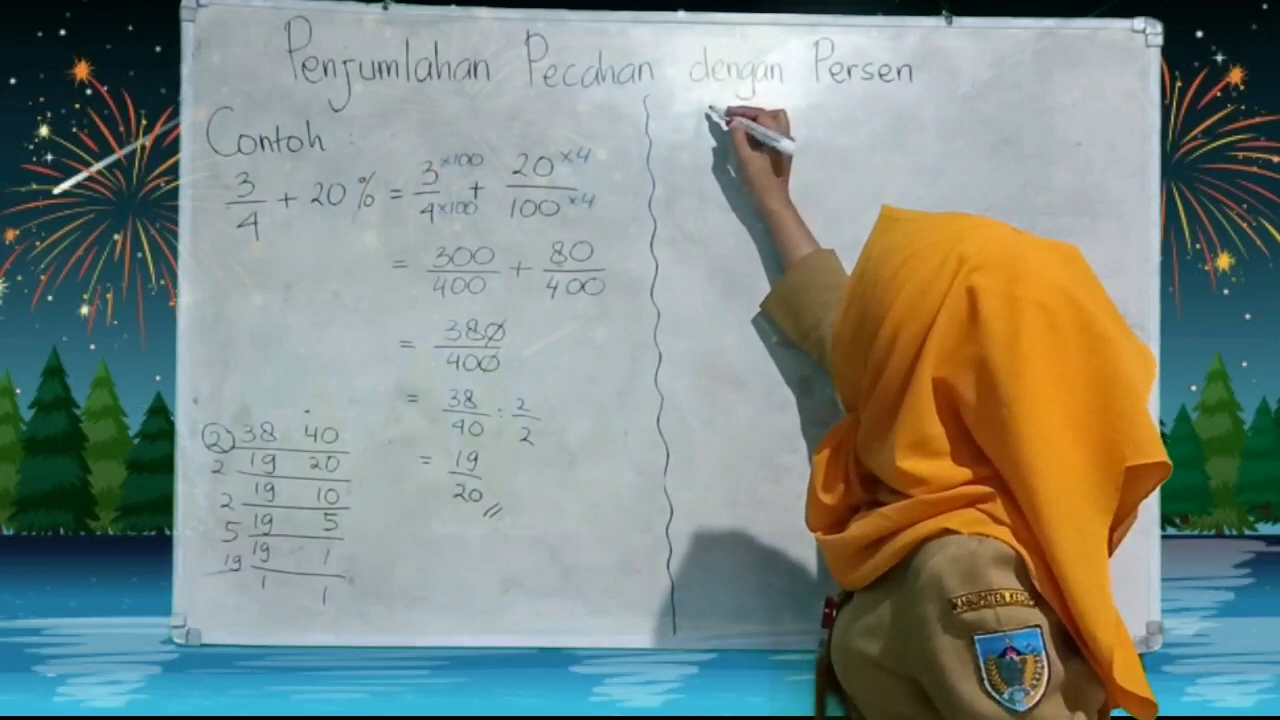 Penjumlahan Pecahan dengan Persen
Contoh :
3/4 + 20% = 3×100/4×100 + 20×4/100×4
= 300/400 + 80/400
= 380/400
= 38/40 : 2/2
= 19/20 //
2 38 40
2 19 20
2 19 10
5 19 5
19 19 1
1 1
KABUPATEN